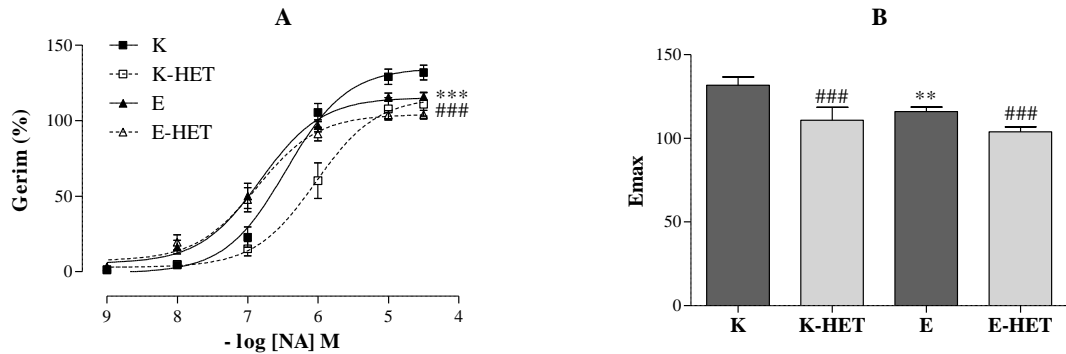 A
K
K-HET
E
E-HET
Gerim (%)
150
100
50
0
***
###
9 8 7 6 5 4
- log [NA] M
B
Emax
150
100
50
0
###
**
###
K K-HET E E-HET